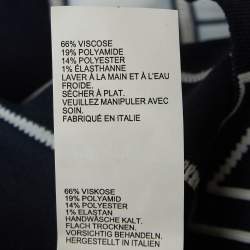 66% VISCOSE
19% POLYAMIDE
14% POLYESTER
1% ÉLASTHANNE
LAVER À LA MAIN ET À L'EAU
FROIDE.
SÉCHER À PLAT.
VEUILLEZ MANIPULER AVEC
SOIN.
FABRIQUÉ EN ITALIE
66% VISKOSE
19% POLYAMID
14% POLYESTER
1% ELASTAN
HANDWÄSCHE KALT.
FLACH TROCKNEN.
VORSICHTIG BEHANDELN.
HERGESTELLT IN ITALIEN